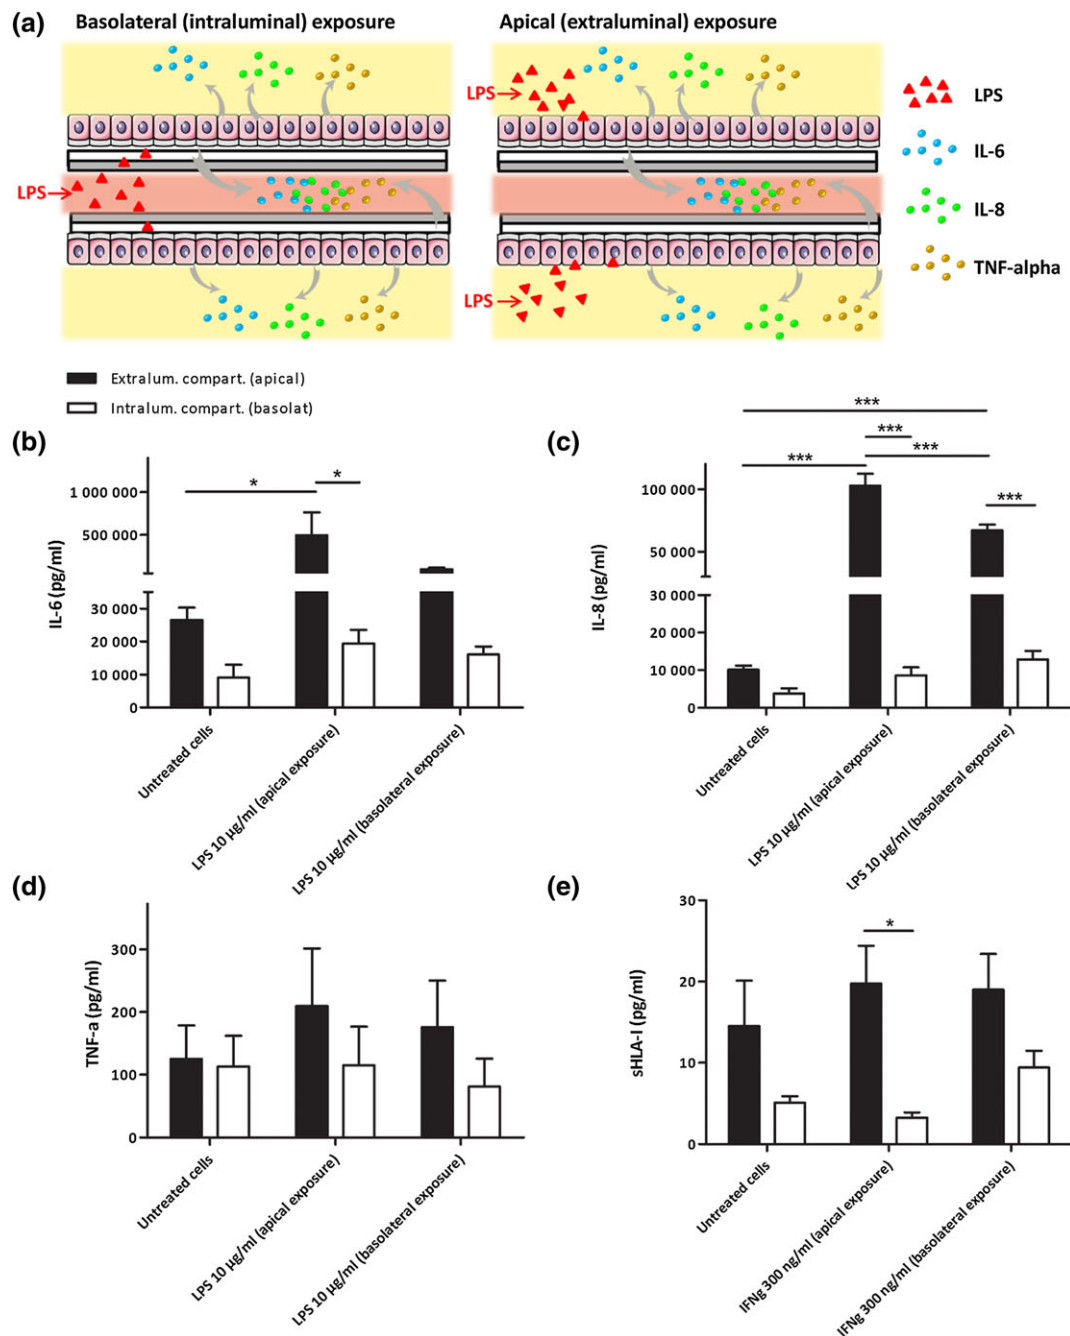 (a)
Basolateral (intraluminal) exposure
Apical (extraluminal) exposure
LPS
LPS
LPS
LPS
IL-6
IL-8
TNF-alpha
Extralum. compart. (apical)
Intralum. compart. (basolat)
(b)
IL-6 (pg/ml)
1 000 000
500 000
30 000
20 000
10 000
0
*
*
Untreated cells
LPS 10 µg/ml (apical exposure)
LPS 10 µg/ml (basolateral exposure)
(c)
IL-8 (pg/ml)
100 000
50 000
30 000
20 000
10 000
0
***
***
***
***
***
Untreated cells
LPS 10 µg/ml (apical exposure)
LPS 10 µg/ml (basolateral exposure)
(d)
TNF-a (pg/ml)
300
200
100
0
Untreated cells
LPS 10 µg/ml (apical exposure)
LPS 10 µg/ml (basolateral exposure)
(e)
sHLA-I (pg/ml)
30
20
10
0
*
Untreated cells
IFNg 300 ng/ml (apical exposure)
IFNg 300 ng/ml (basolateral exposure)